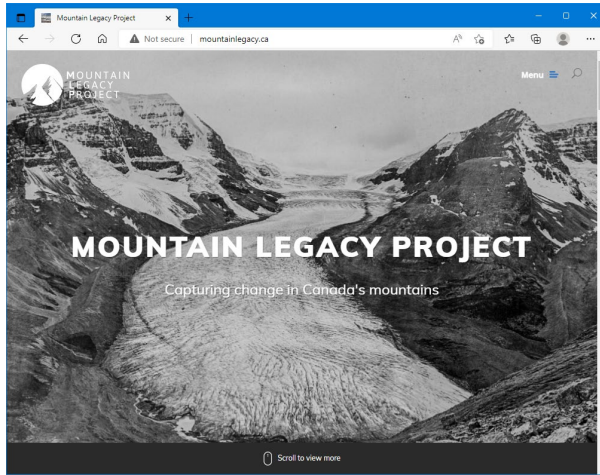 Mountain Legacy Project
Not secure
mountainlegacy.ca
MOUNTAIN
LEGACY
PROJECT
Menu
MOUNTAIN LEGACY PROJECT
Capturing change in Canada's mountains
Scroll to view more